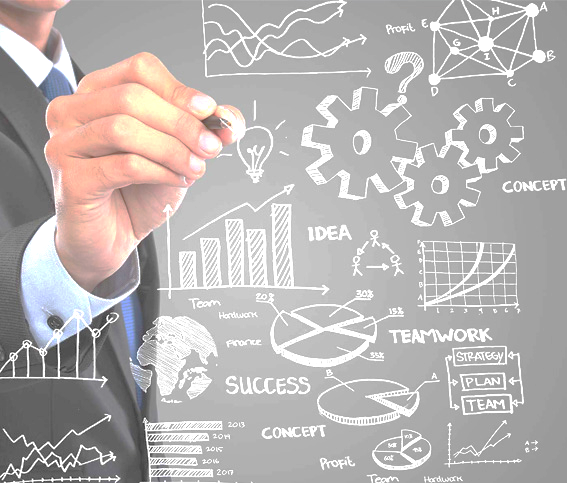 Profit
E
H
A
G
I
B
D
C
CONCEPT
IDEA
Team
Hardwork
20%
30%
15%
Finance
35%
TEAMWORK
STRATEGY
PLAN
TEAM
SUCCESS
B
A
CONCEPT
2013
2014
2015
2016
2017
Profit
Team
Hardwork
A →
B →